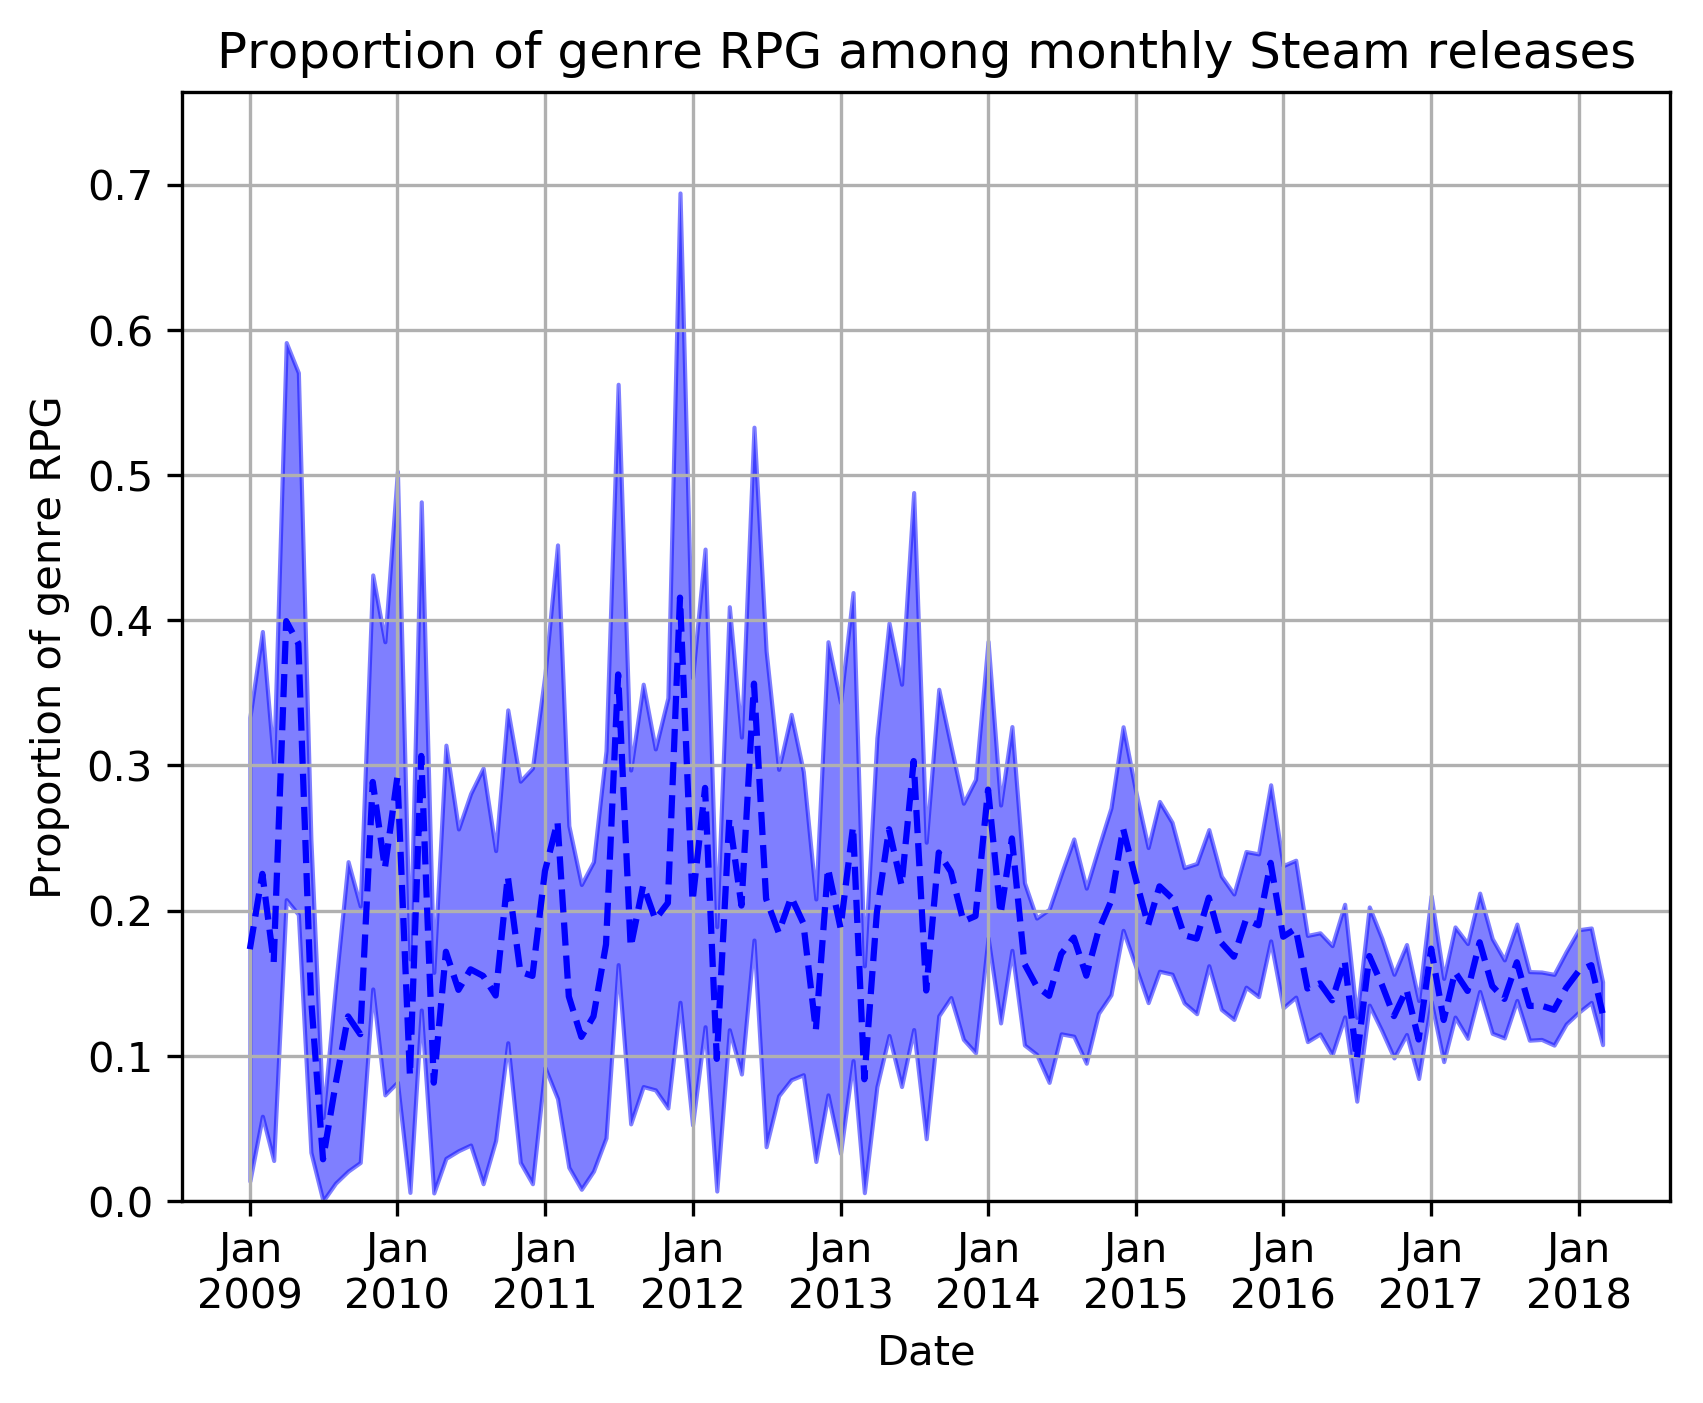 Proportion of genre RPG among monthly Steam releases
Proportion of genre RPG
0.7
0.6
0.5
0.4
0.3
0.2
0.1
0.0
Jan Jan Jan Jan Jan Jan Jan Jan Jan Jan
2009 2010 2011 2012 2013 2014 2015 2016 2017 2018
Date